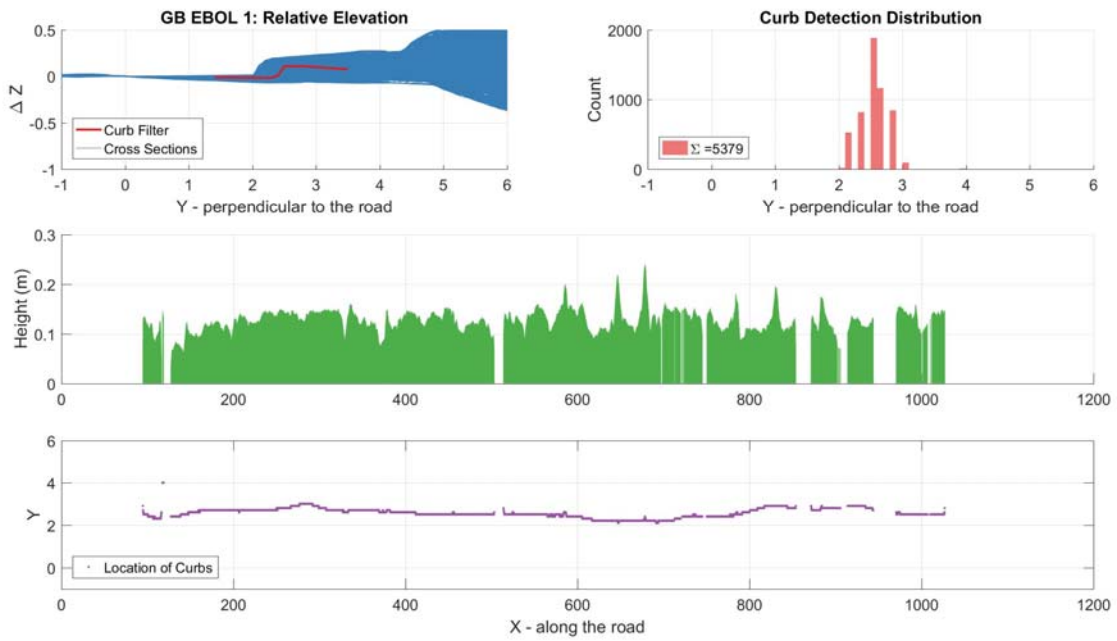 GB EBOL 1: Relative Elevation
0.5
0
-0.5
-1
Δ Z
Curb Filter
Cross Sections
-1 0 1 2 3 4 5 6
Y - perpendicular to the road
Curb Detection Distribution
2000
1000
0
Count
Σ =5379
-1 0 1 2 3 4 5 6
Y - perpendicular to the road
0.3
0.2
0.1
0
Height (m)
0 200 400 600 800 1000 1200
6
4
2
0
Y
Location of Curbs
0 200 400 600 800 1000 1200
X - along the road